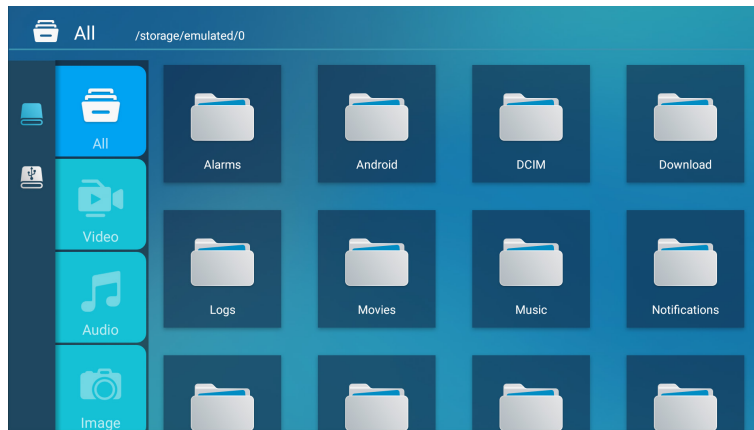 All /storage/emulated/0
All
Video
Audio
Image
Alarms Android DCIM Download
Logs Movies Music Notifications